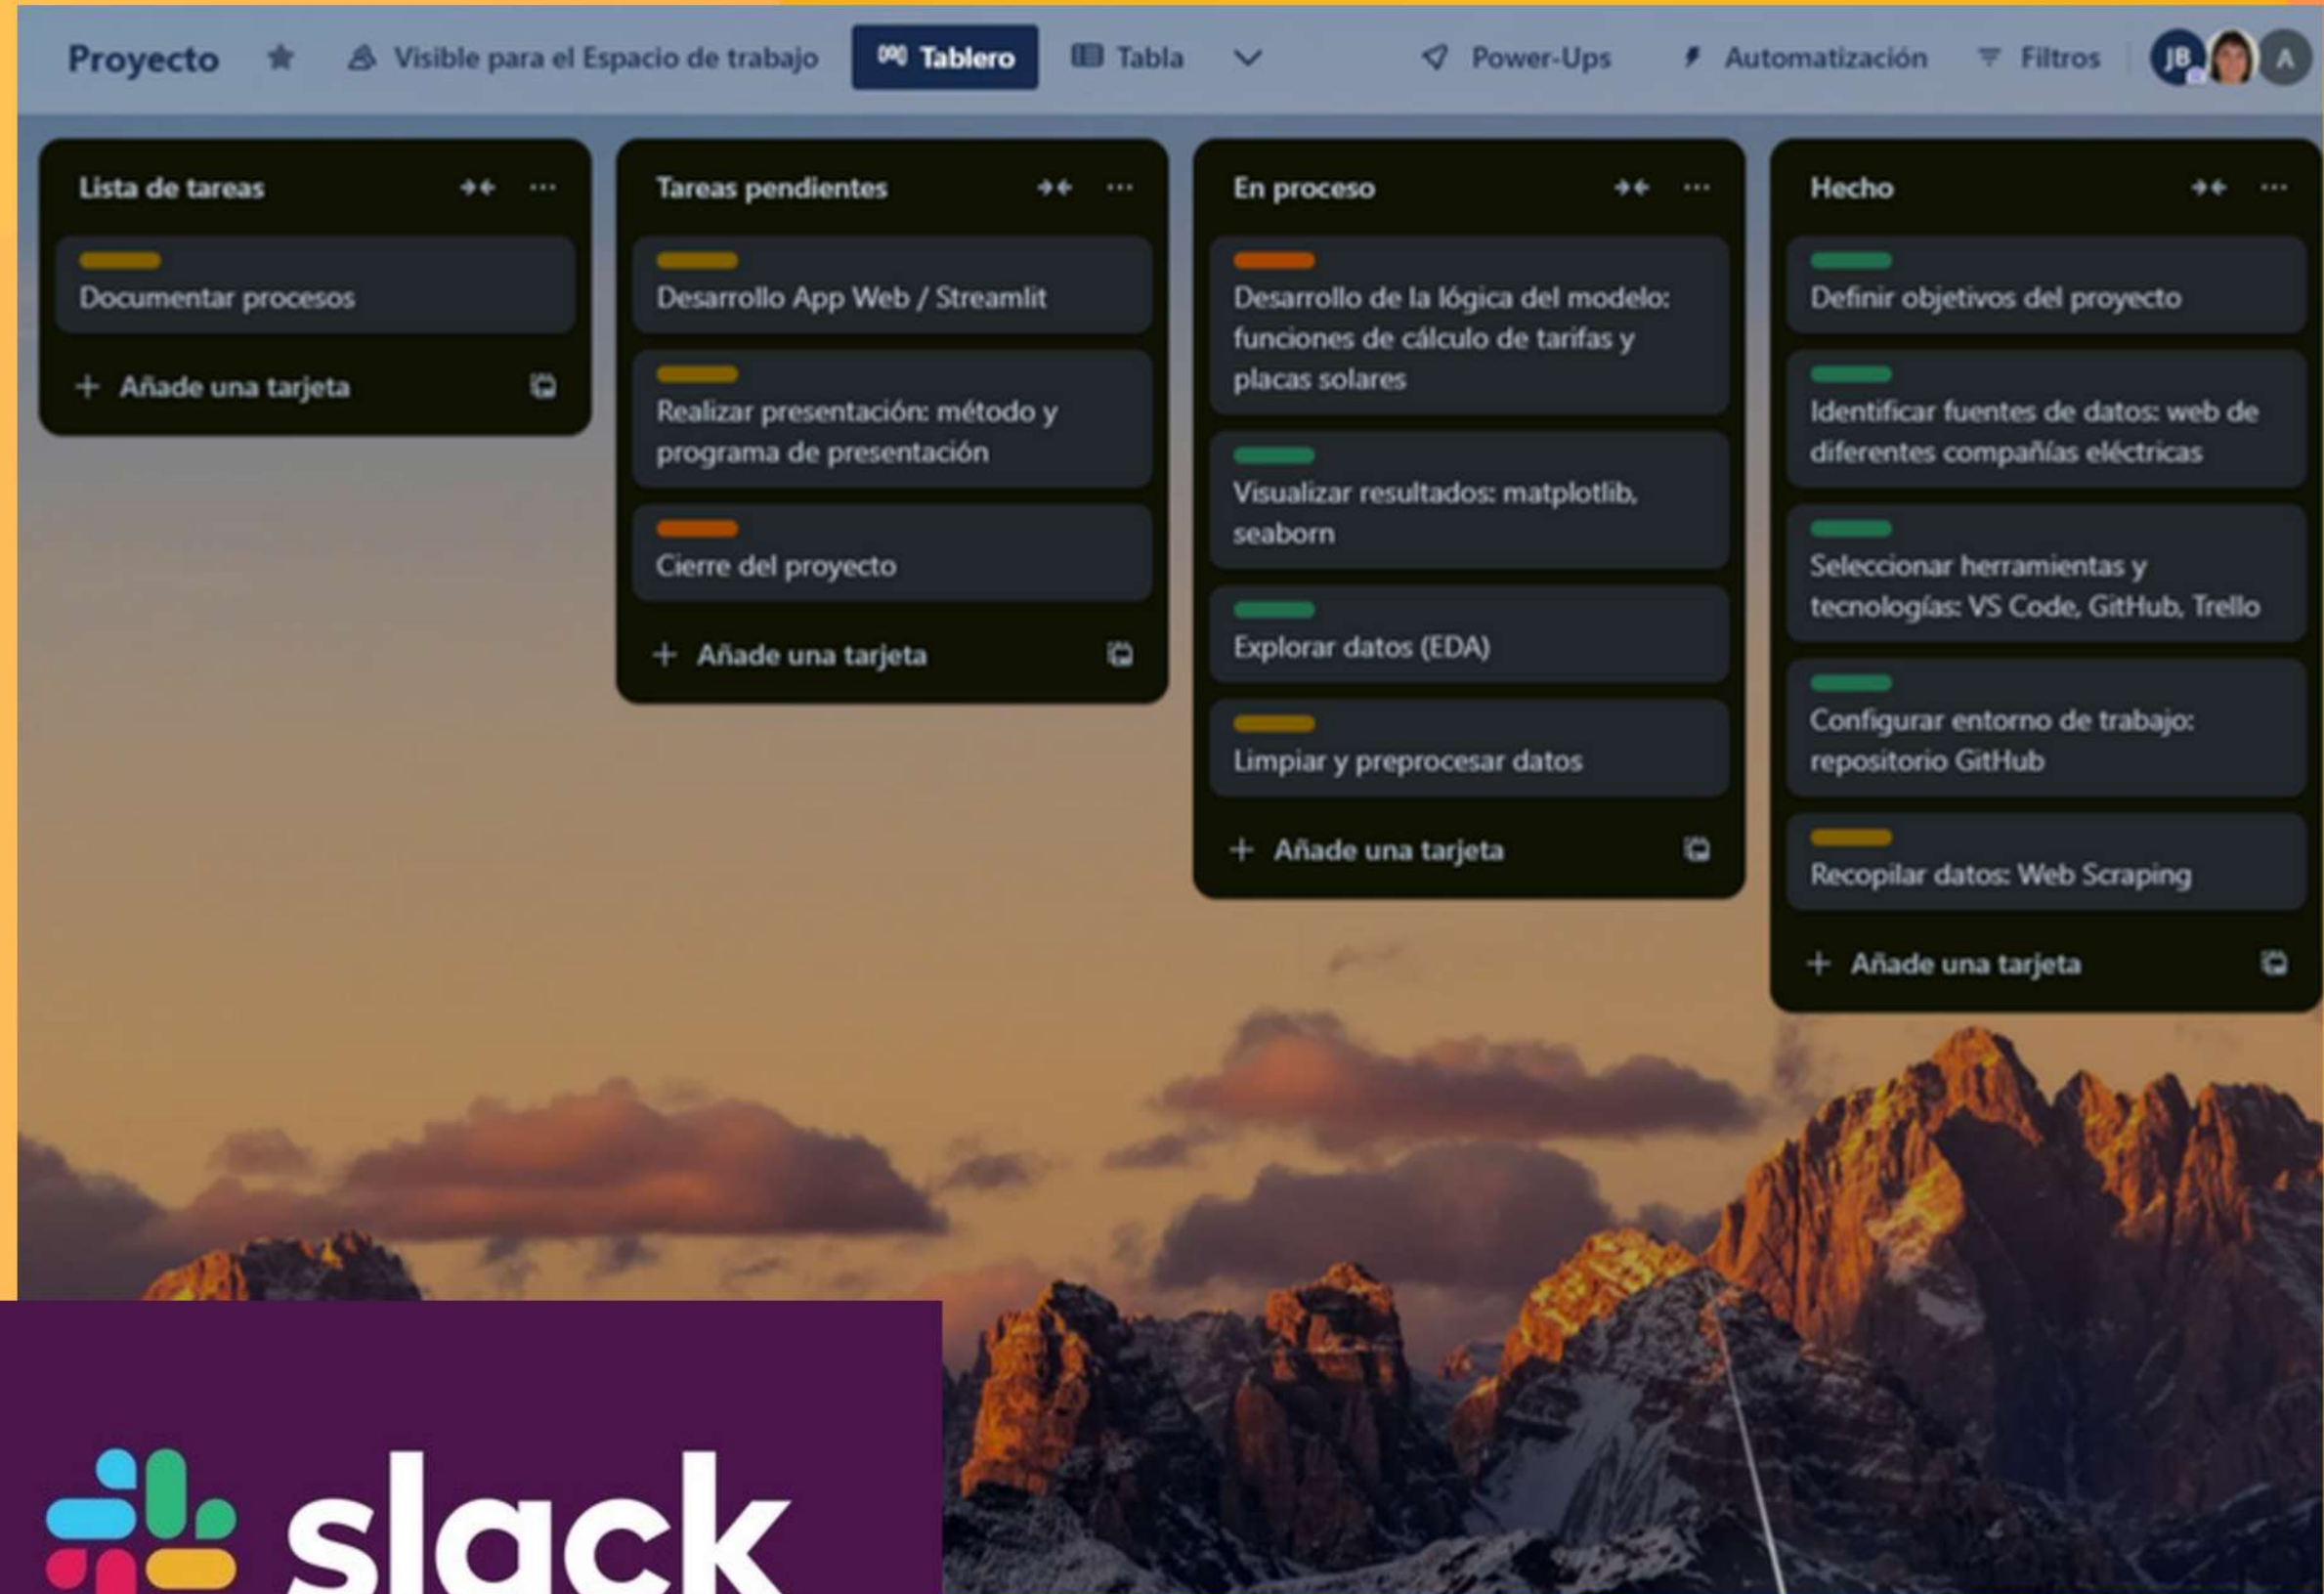 Proyecto
Visible para el Espacio de trabajo
Tablero
Tabla
Power-Ups
Automatización
Filtros
JB
A
Lista de tareas
Documentar procesos
+ Añade una tarjeta
Tareas pendientes
Desarrollo App Web / Streamlit
Realizar presentación: método y
programa de presentación
Cierre del proyecto
+ Añade una tarjeta
En proceso
Desarrollo de la lógica del modelo:
funciones de cálculo de tarifas y
placas solares
Visualizar resultados: matplotlib,
seaborn
Explorar datos (EDA)
Limpiar y preprocesar datos
+ Añade una tarjeta
Hecho
Definir objetivos del proyecto
Identificar fuentes de datos: web de
diferentes compañías eléctricas
Seleccionar herramientas y
tecnologías: VS Code, GitHub, Trello
Configurar entorno de trabajo:
repositorio GitHub
Recopilar datos: Web Scraping
+ Añade una tarjeta
slack